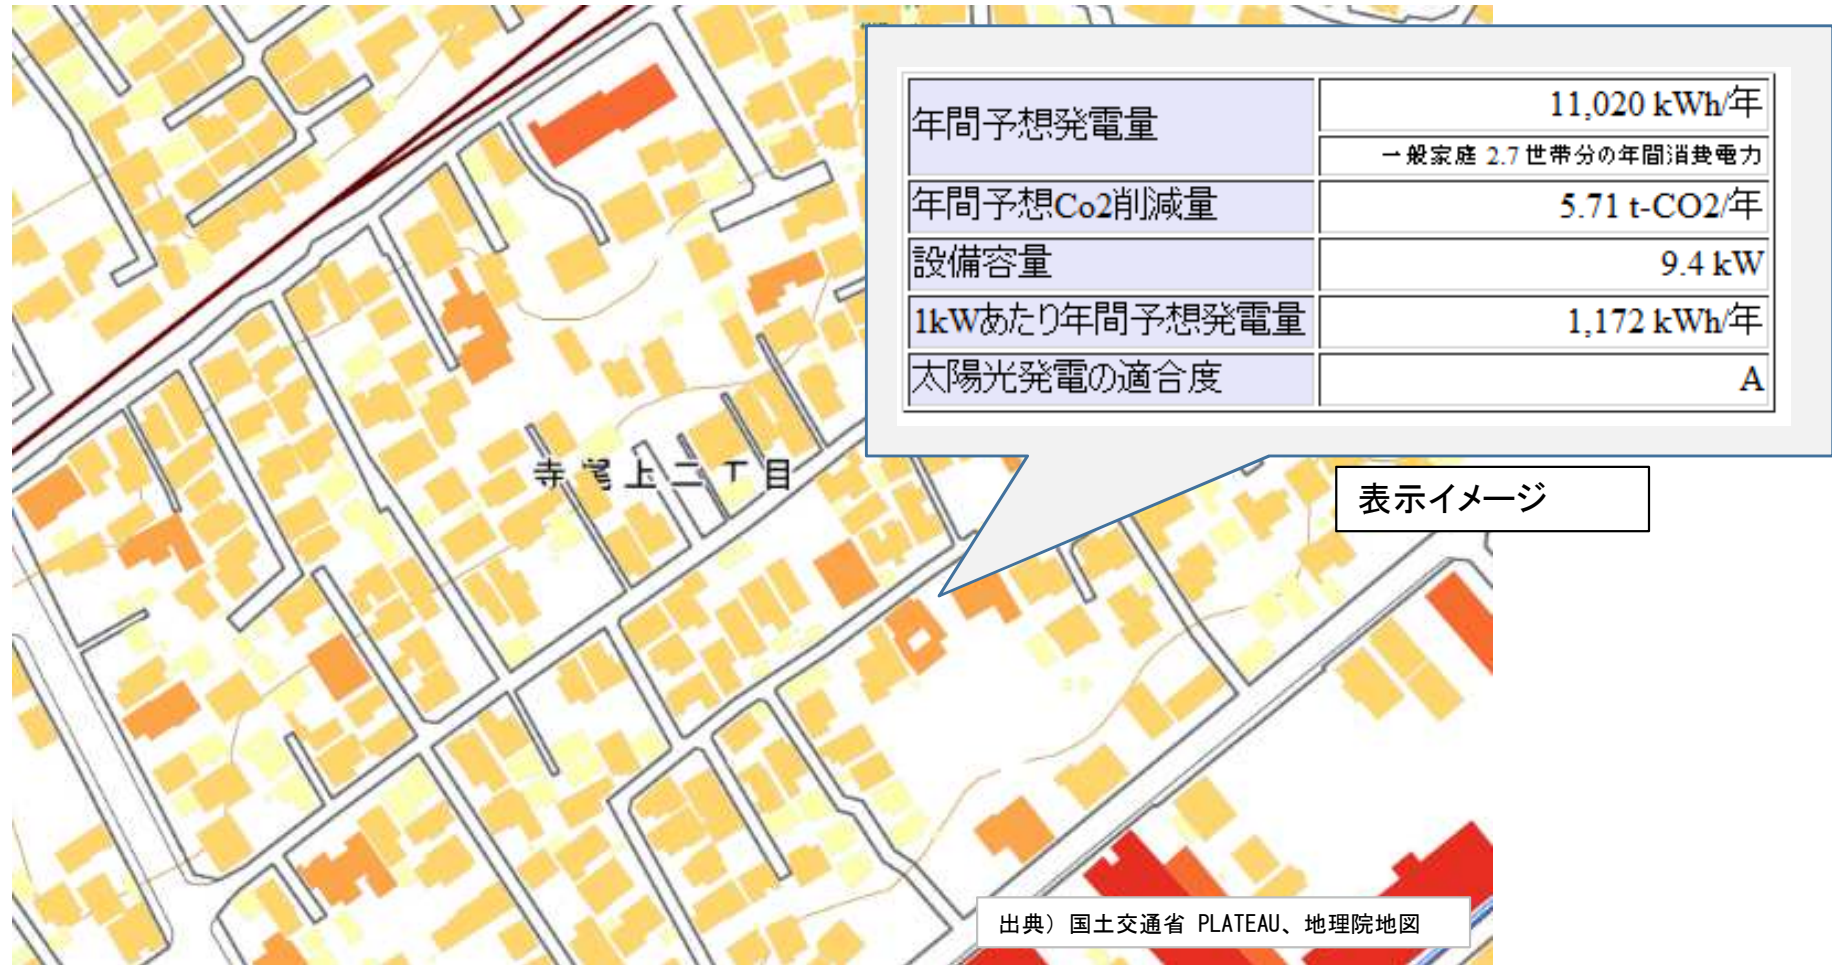 年間予想発電量
11,020 kWh/年
一般家庭 2.7世帯分の年間消費電力
年間予想Co2削減量
5.71 t-CO2/年
設備容量
9.4 kW
1kWあたり年間予想発電量
1,172 kWh/年
太陽光発電の適合度
A
寺尾上二丁目
表示イメージ
出典）国土交通省 PLATEAU、地理院地図